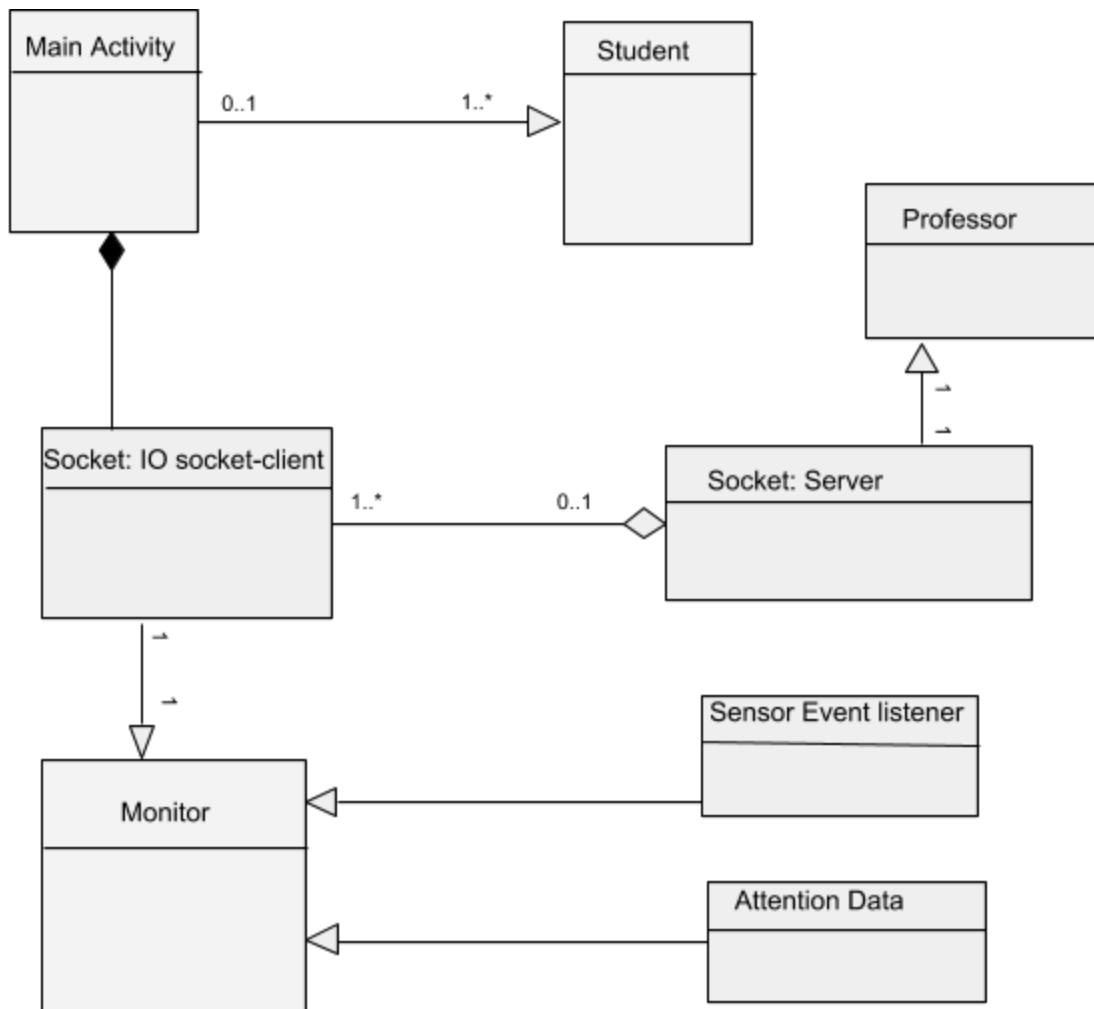 Main Activity
Student
0..1
1..*
Professor
1
1
Socket: IO socket-client
Socket: Server
1..*
0..1
1
1
Sensor Event listener
Monitor
Attention Data